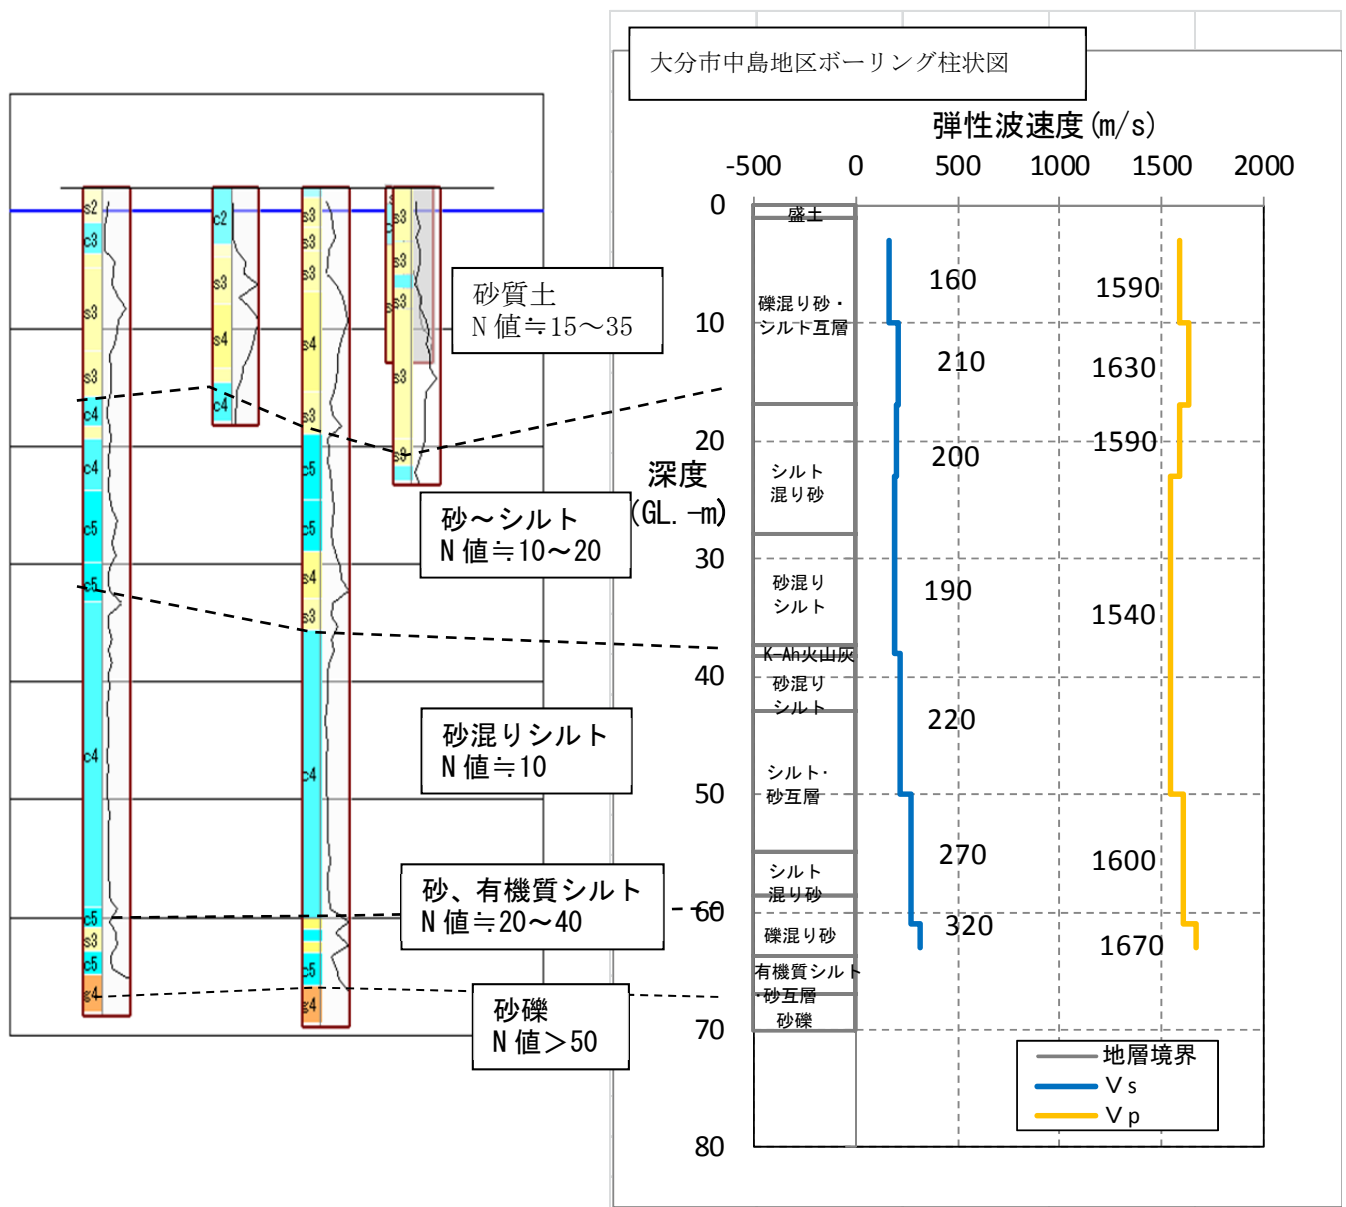 大分市中島地区ボーリング柱状図
弾性波速度(m/s)
-500 0 500 1000 1500 2000
0
10
20
30
40
50
60
70
80
深度
(GL.-m)
盛土
礫混り砂・
シルト互層
シルト
混り砂
砂混り
シルト
K-Ah火山灰
砂混り
シルト
シルト・
砂互層
シルト
混り砂
礫混り砂
有機質シルト
・砂互層
砂礫
160
210
200
190
220
270
320
1590
1630
1590
1540
1600
1670
地層境界
Vs
Vp
砂質土
N値≒15～35
砂～シルト
N値≒10～20
砂混りシルト
N値≒10
砂、有機質シルト
N値≒20～40
砂礫
N値＞50
s2
c3
s3
s3
c4
c4
c5
c5
c4
c5
s3
c5
g4
c2
s3
s4
c4
s3
s3
s3
s4
s3
c5
c5
s4
s3
c4
c5
g4
s3
s3
s3
s3
s3